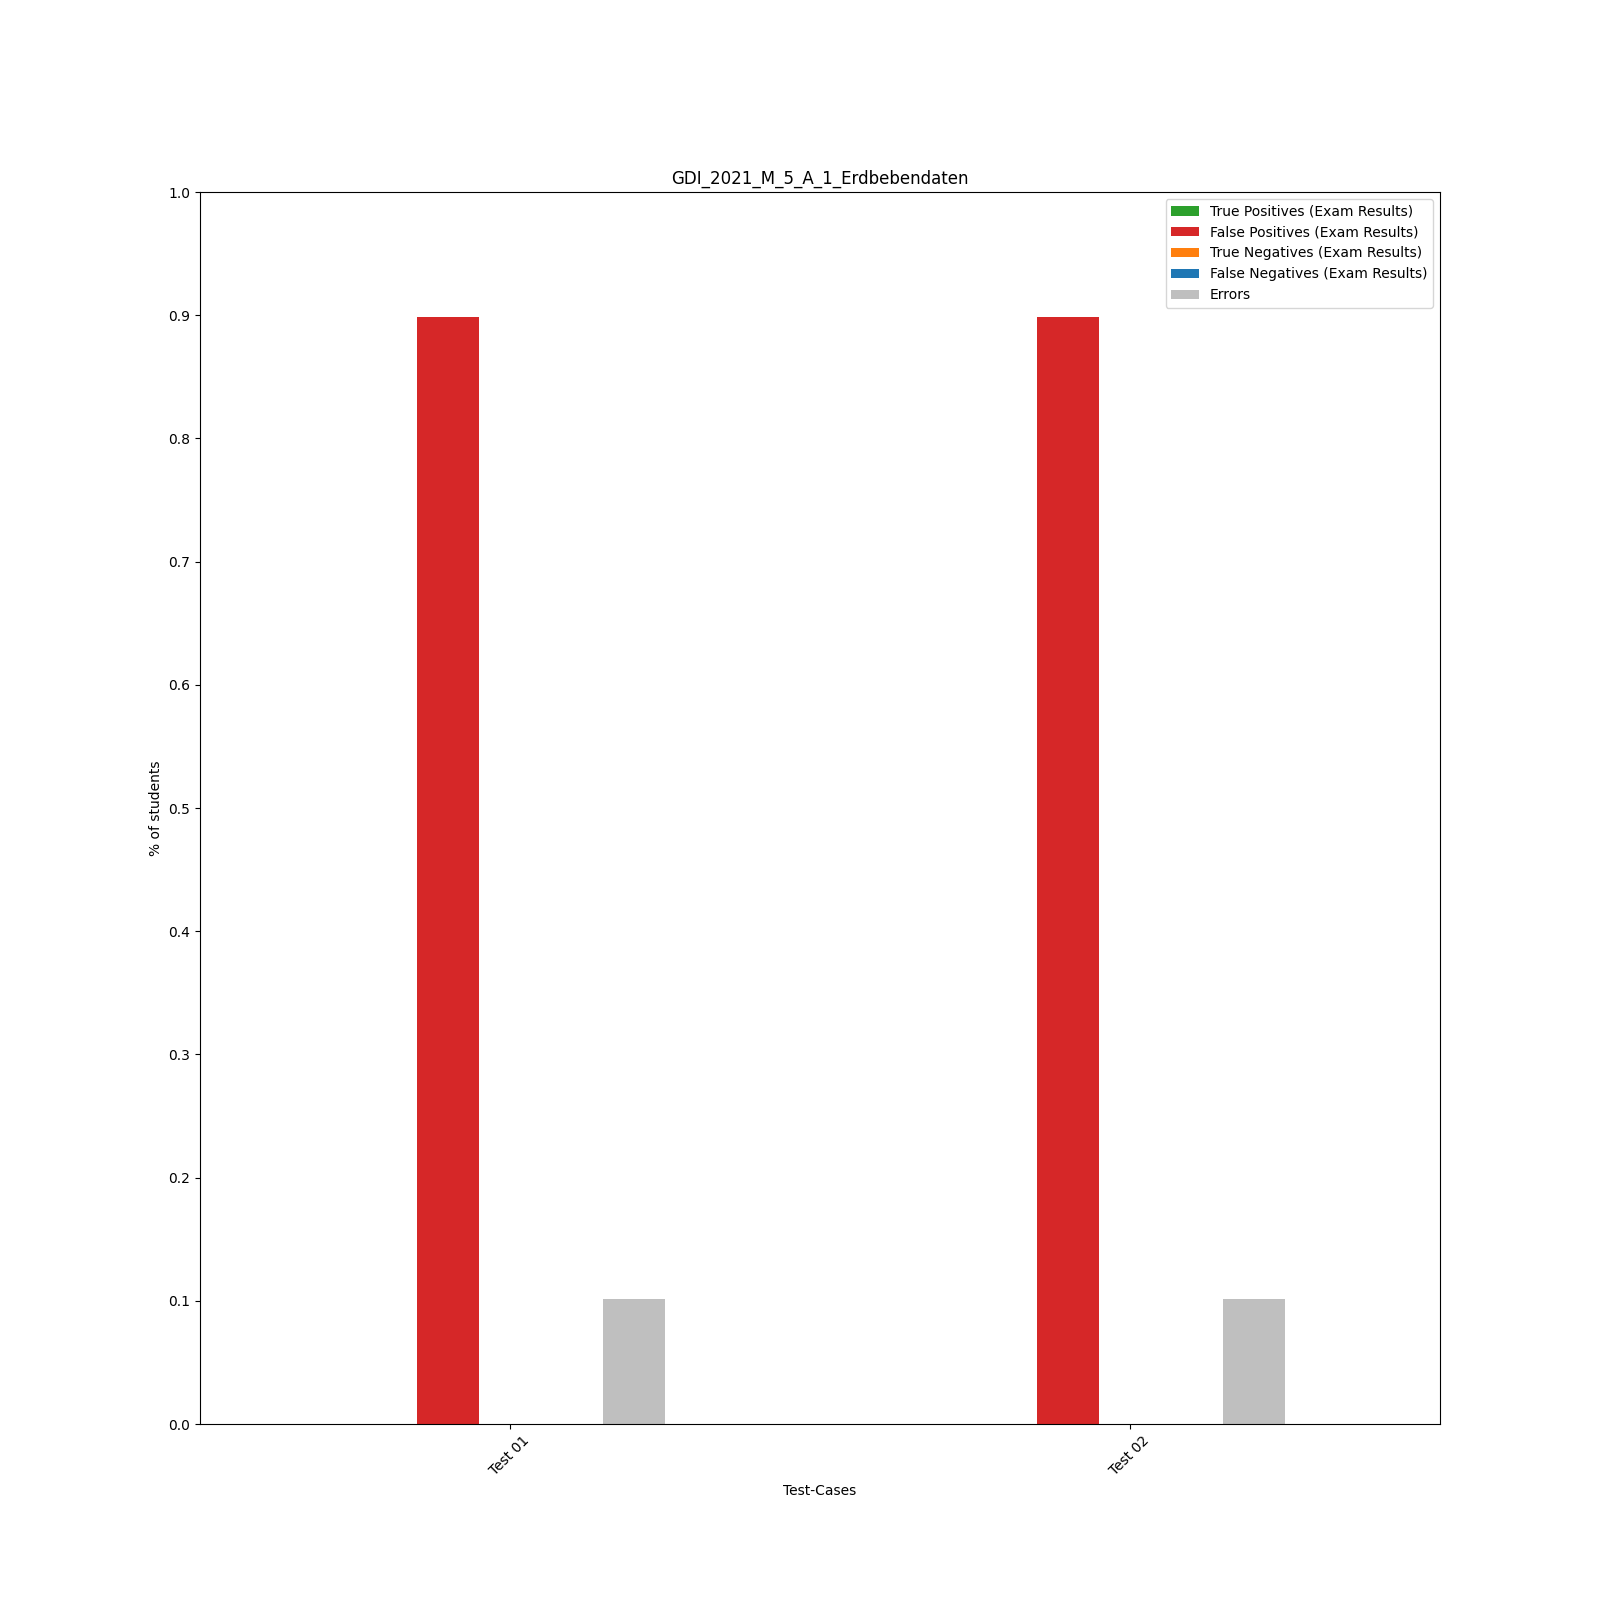 GDI_2021_M_5_A_1_Erdbebendaten
1.0
0.9
0.8
0.7
0.6
0.5
0.4
0.3
0.2
0.1
0.0
% of students
True Positives (Exam Results)
False Positives (Exam Results)
True Negatives (Exam Results)
False Negatives (Exam Results)
Errors
Test 01
Test 02
Test-Cases